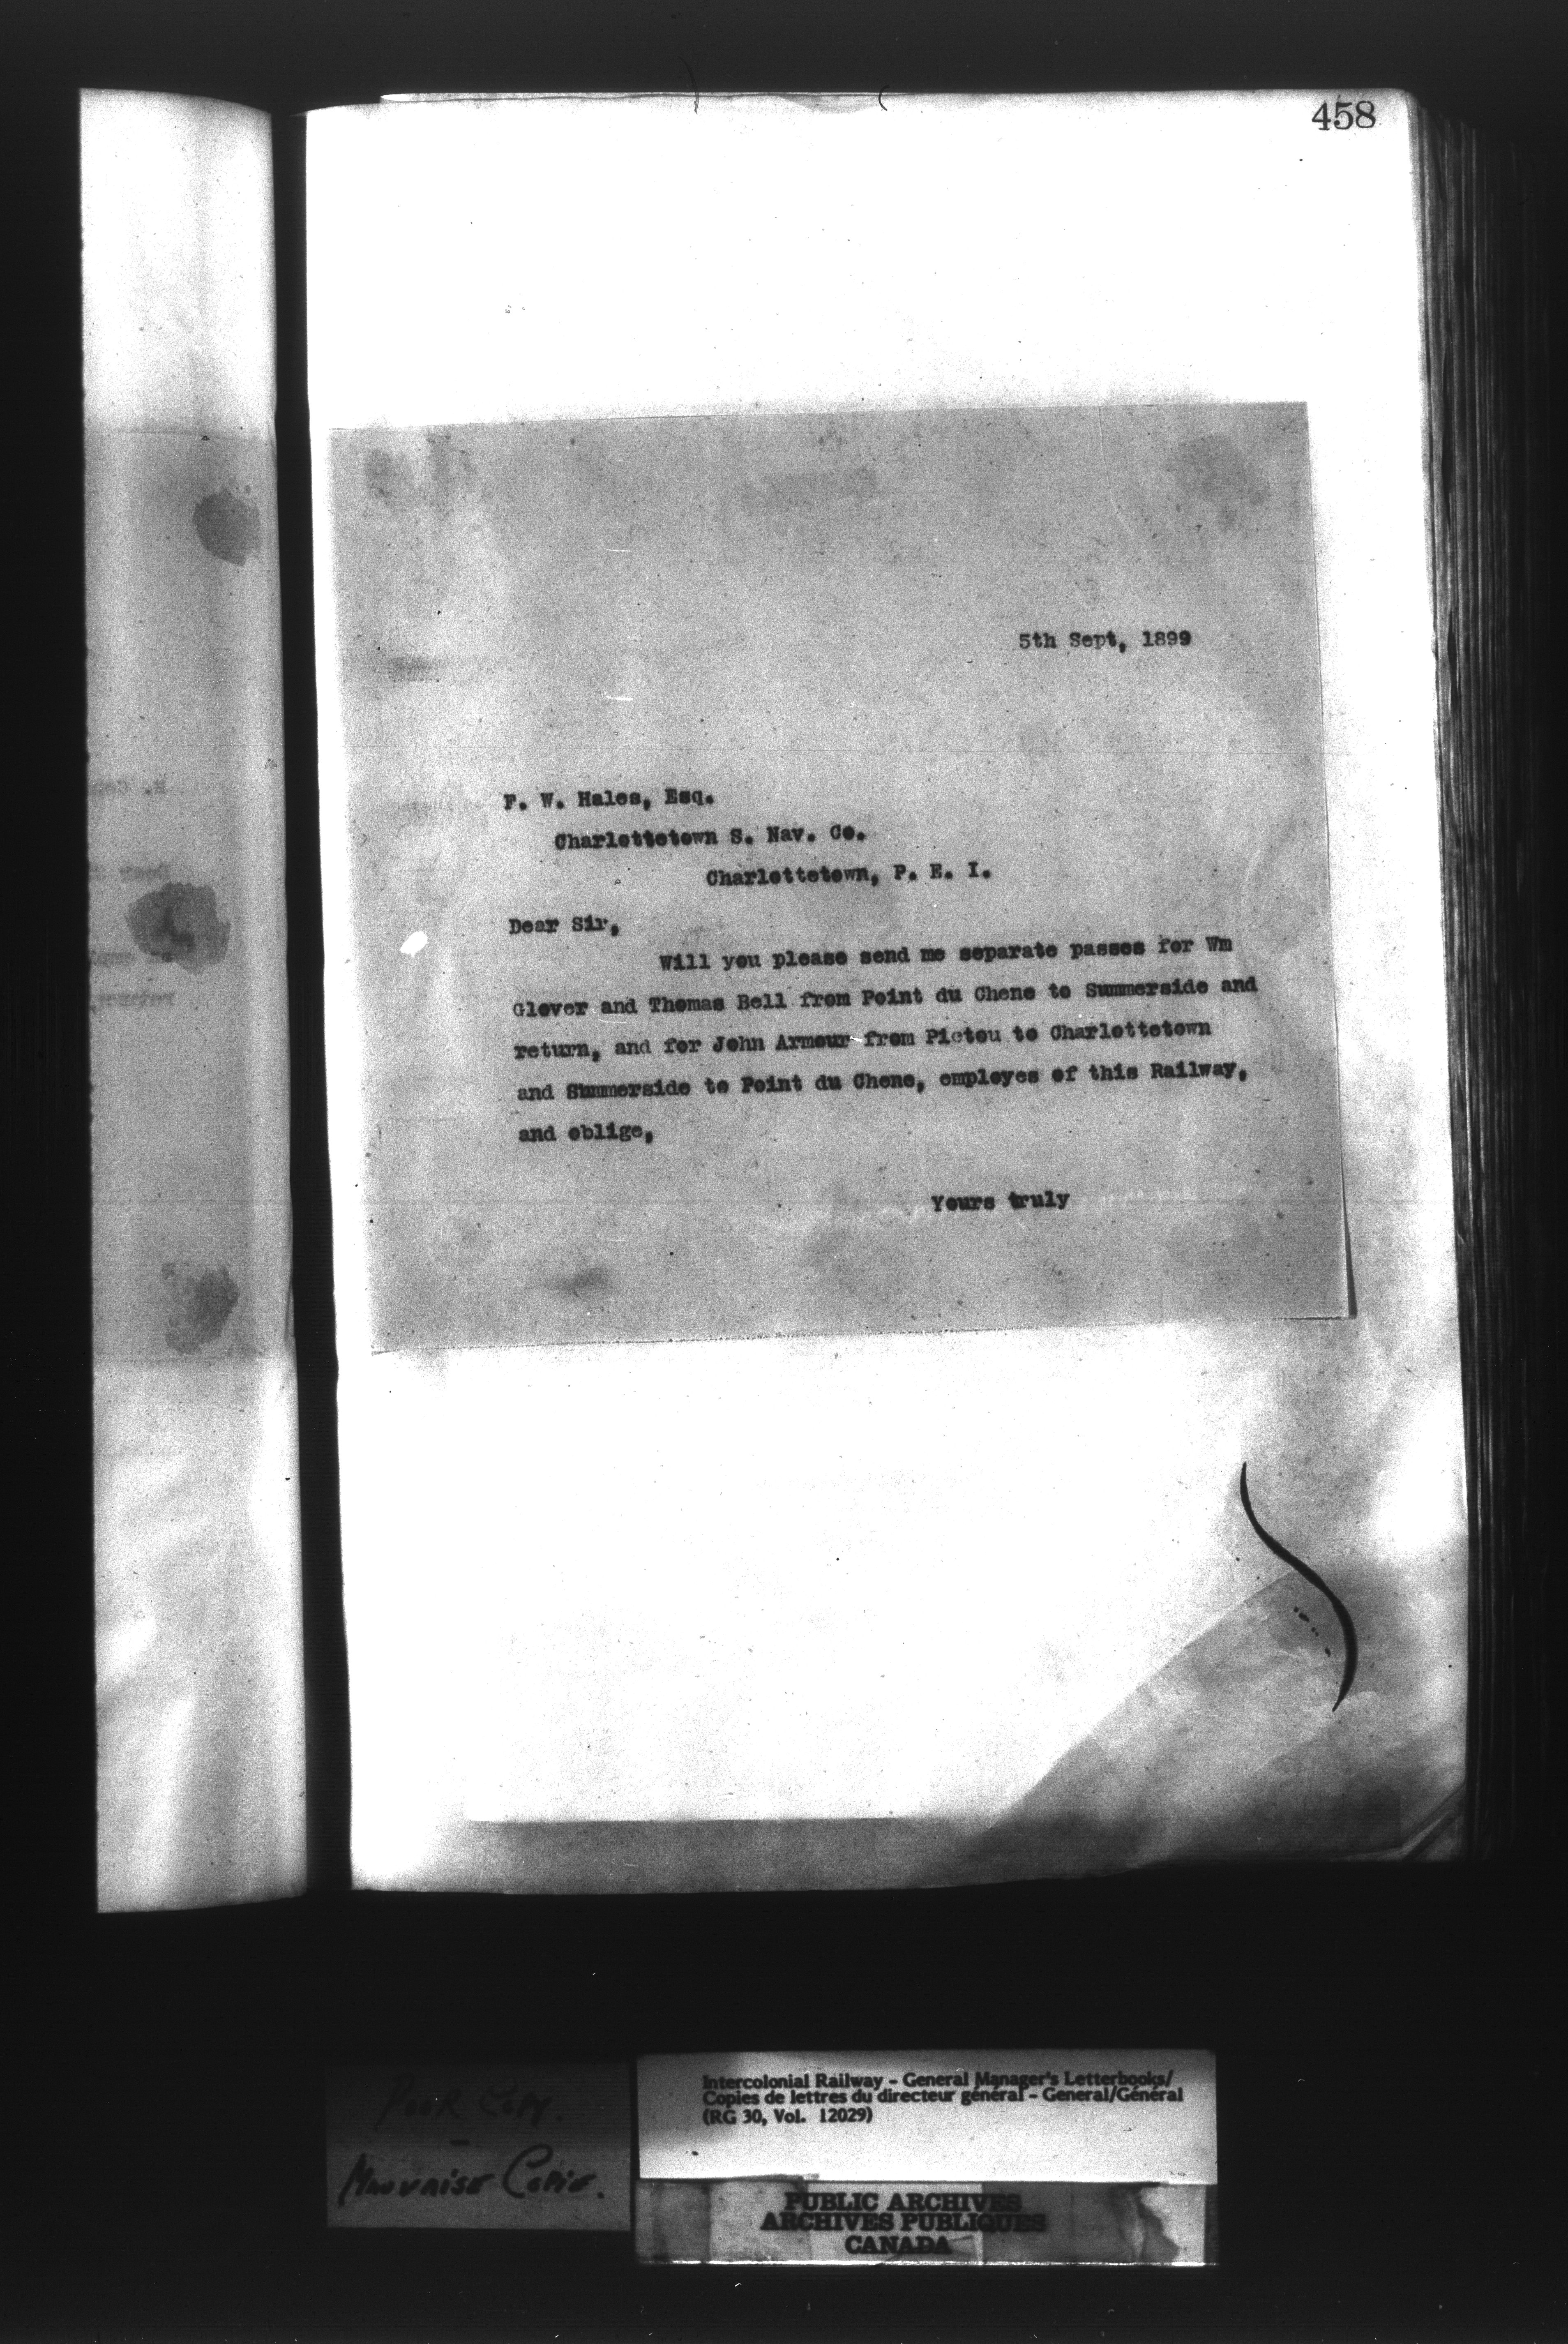 458
5th Sept, 1899
F. W. Hales, Esq.
Charlottetown S. Nav. Co.
Charlottetown, P. E. I.
Dear Sir,
Will you please send me separate passes for Wm
Glover and Thomas Bell from Point du Chene to Summerside and
return, and for John Armour from Pictou to Charlottetown
and Summerside to Point du Chene, employes of this Railway,
and oblige,
Yours truly
POOR COPY.
MAUVAISE COPIE.
Intercolonial Railway - General Manager's Letterbooks/
Copies de lettres du directeur général - General/Général
(RG 30, Vol. 12029)
PUBLIC ARCHIVES
ARCHIVES PUBLIQUES
CANADA